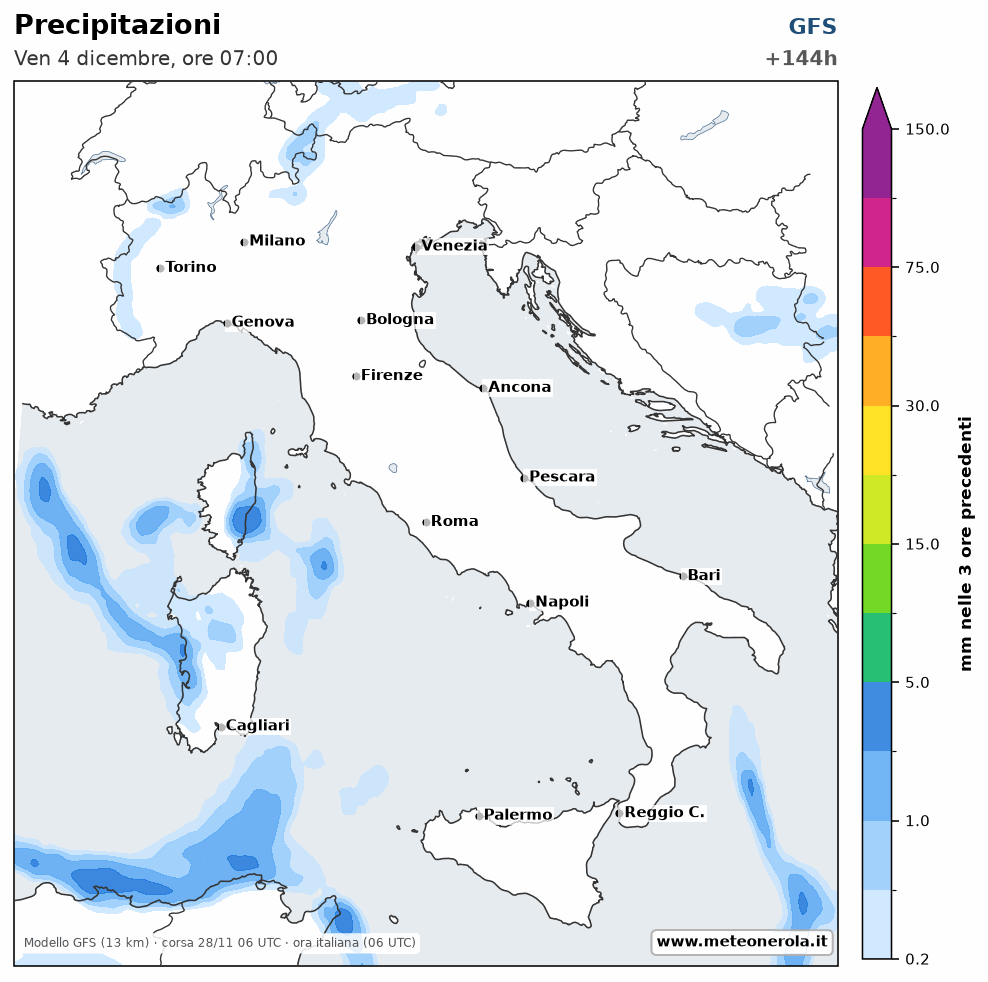 Precipitazioni
GFS
Ven 4 dicembre, ore 07:00
+144h
150.0
75.0
30.0
15.0
5.0
1.0
0.2
mm nelle 3 ore precedenti
Milano
Venezia
Torino
Genova
Bologna
Firenze
Ancona
Pescara
Roma
Bari
Napoli
Cagliari
Palermo
Reggio C.
Modello GFS (13 km) · corsa 28/11 06 UTC · ora italiana (06 UTC)
www.meteonerola.it